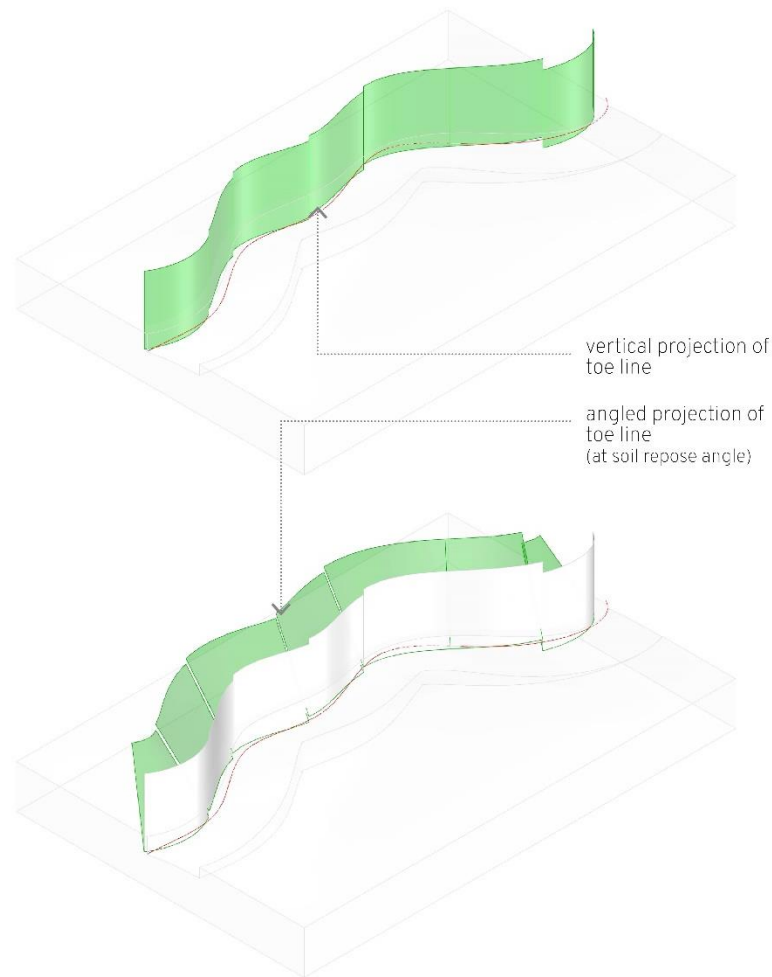 vertical projection of
toe line
angled projection of
toe line
(at soil repose angle)